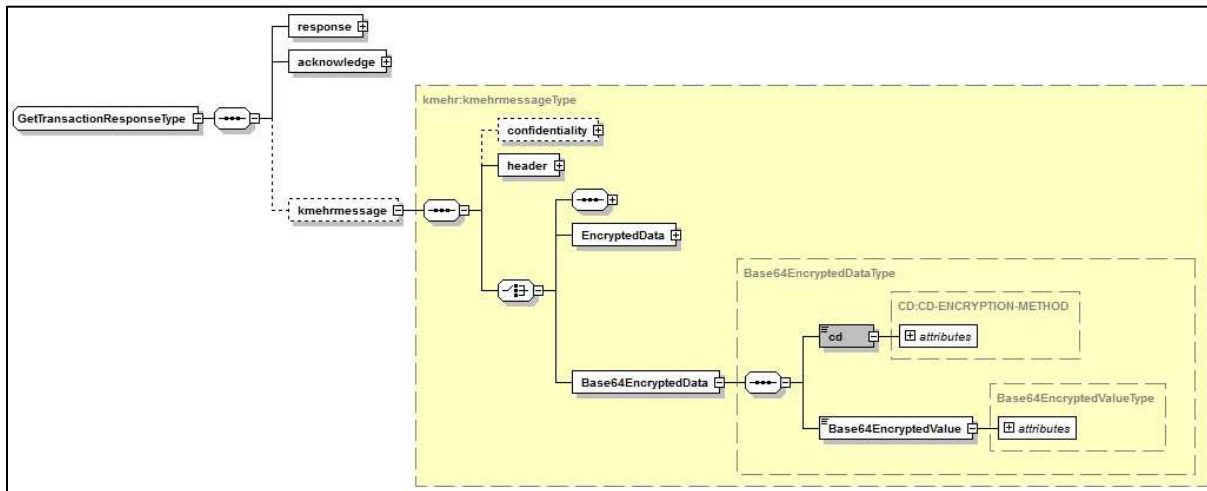 response
acknowledge
GetTransactionResponseType
kmehr:kmehrmessageType
confidentiality
header
kmehrmessage
EncryptedData
Base64EncryptedDataType
CD:CD-ENCRYPTION-METHOD
cd
attributes
Base64EncryptedData
Base64EncryptedValueType
Base64EncryptedValue
attributes